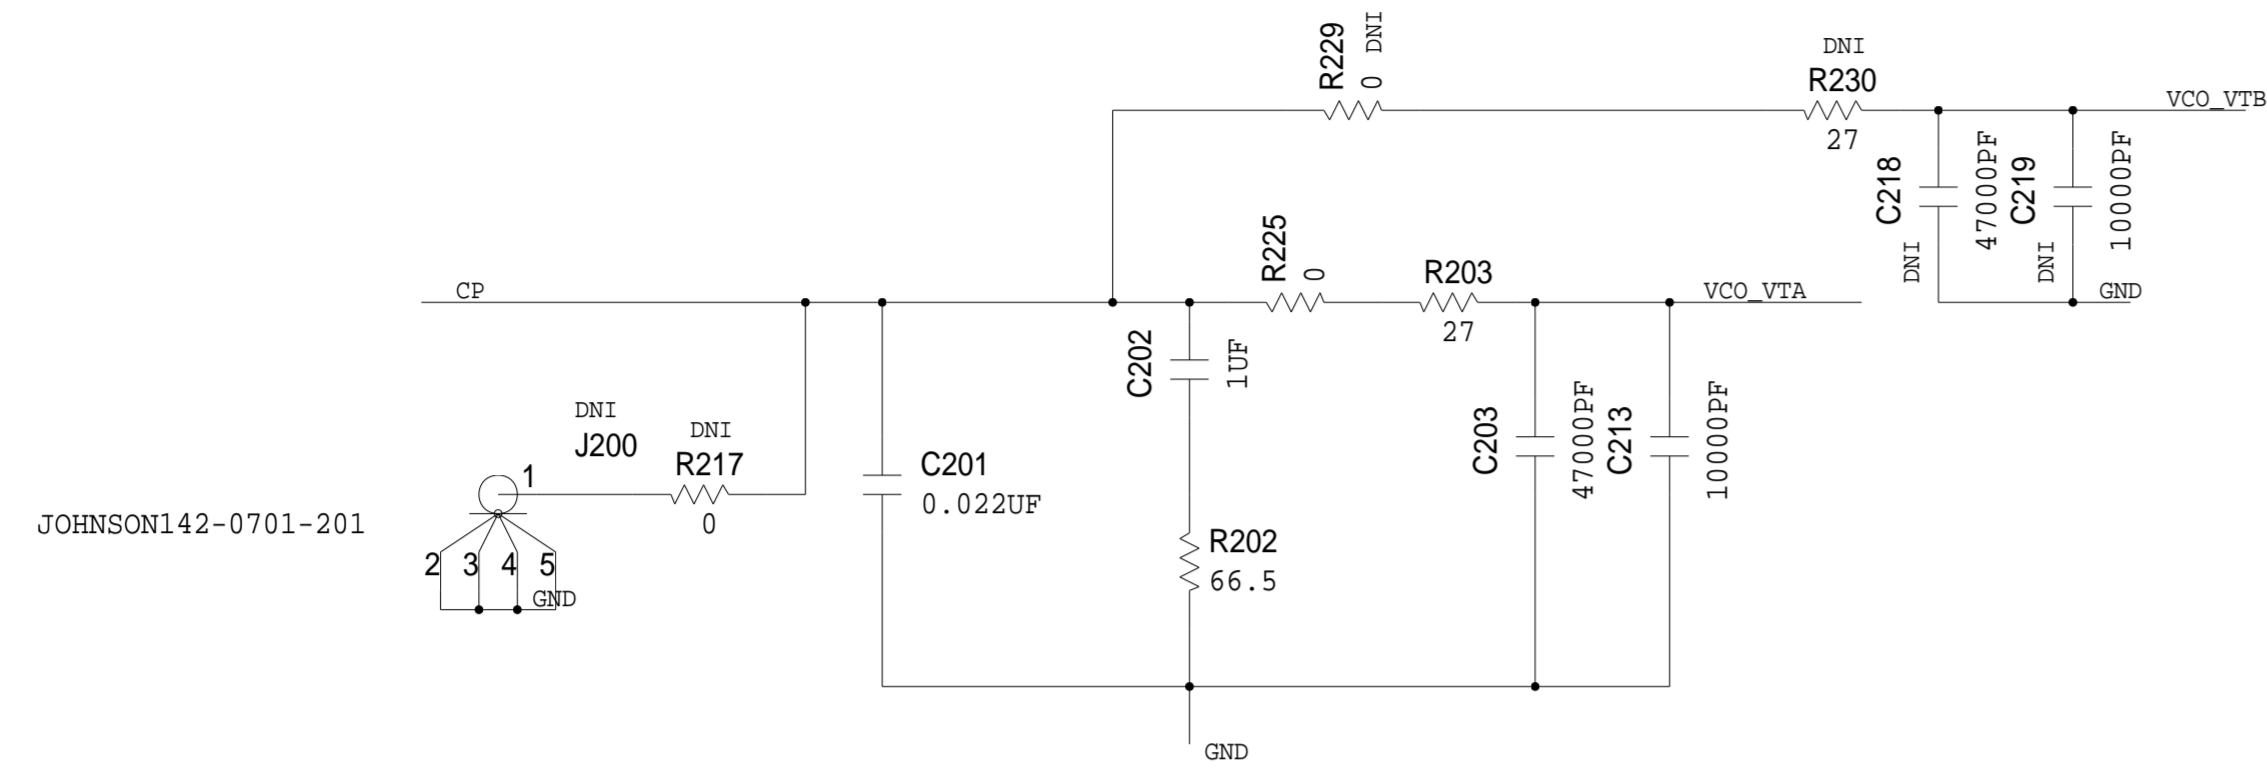 R229
0 DNI
DNI
R230
27
VCO_VTB
C218
47000PF
DNI
C219
10000PF
DNI
GND
CP
R225
0
R203
27
VCO_VTA
C202
1UF
C203
47000PF
C213
10000PF
DNI
J200
1
DNI
R217
0
C201
0.022UF
JOHNSON142-0701-201
2
3
4
5
GND
R202
66.5
GND